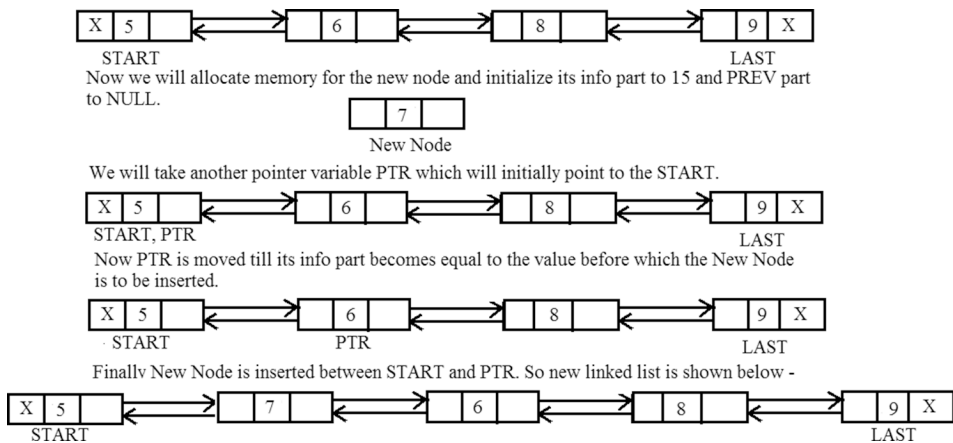 X 5 6 8 9 X
START LAST
Now we will allocate memory for the new node and initialize its info part to 15 and PREV part
to NULL.
7
New Node
We will take another pointer variable PTR which will initially point to the START.
X 5 6 8 9 X
START, PTR LAST
Now PTR is moved till its info part becomes equal to the value before which the New Node
is to be inserted.
X 5 6 8 9 X
START PTR LAST
Finally New Node is inserted between START and PTR. So new linked list is shown below -
X 5 7 6 8 9 X
START LAST